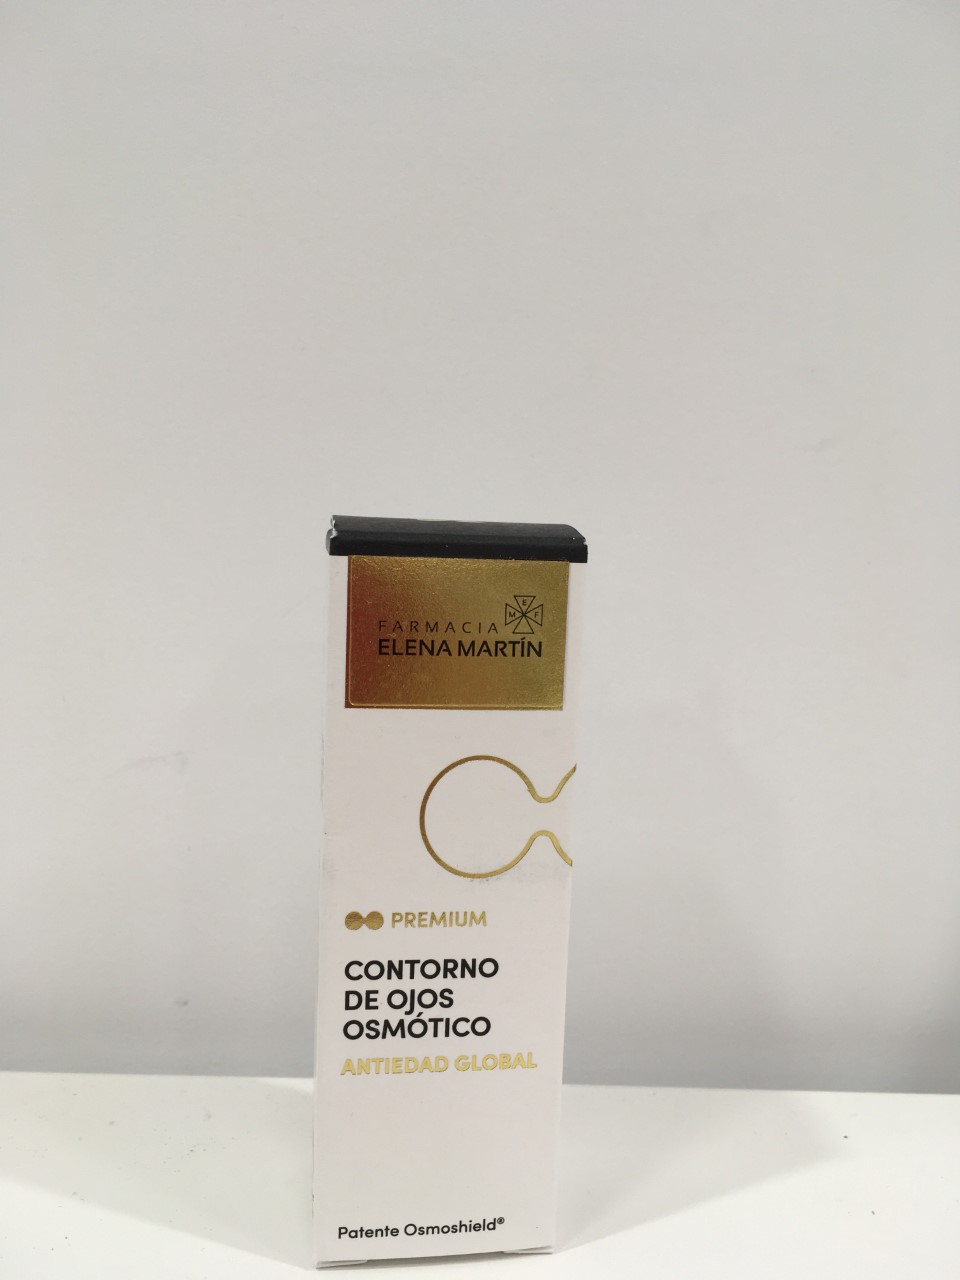 E
M F
FARMACIA
ELENA MARTÍN
PREMIUM
CONTORNO
DE OJOS
OSMÓTICO
ANTIEDAD GLOBAL
Patente Osmoshield®